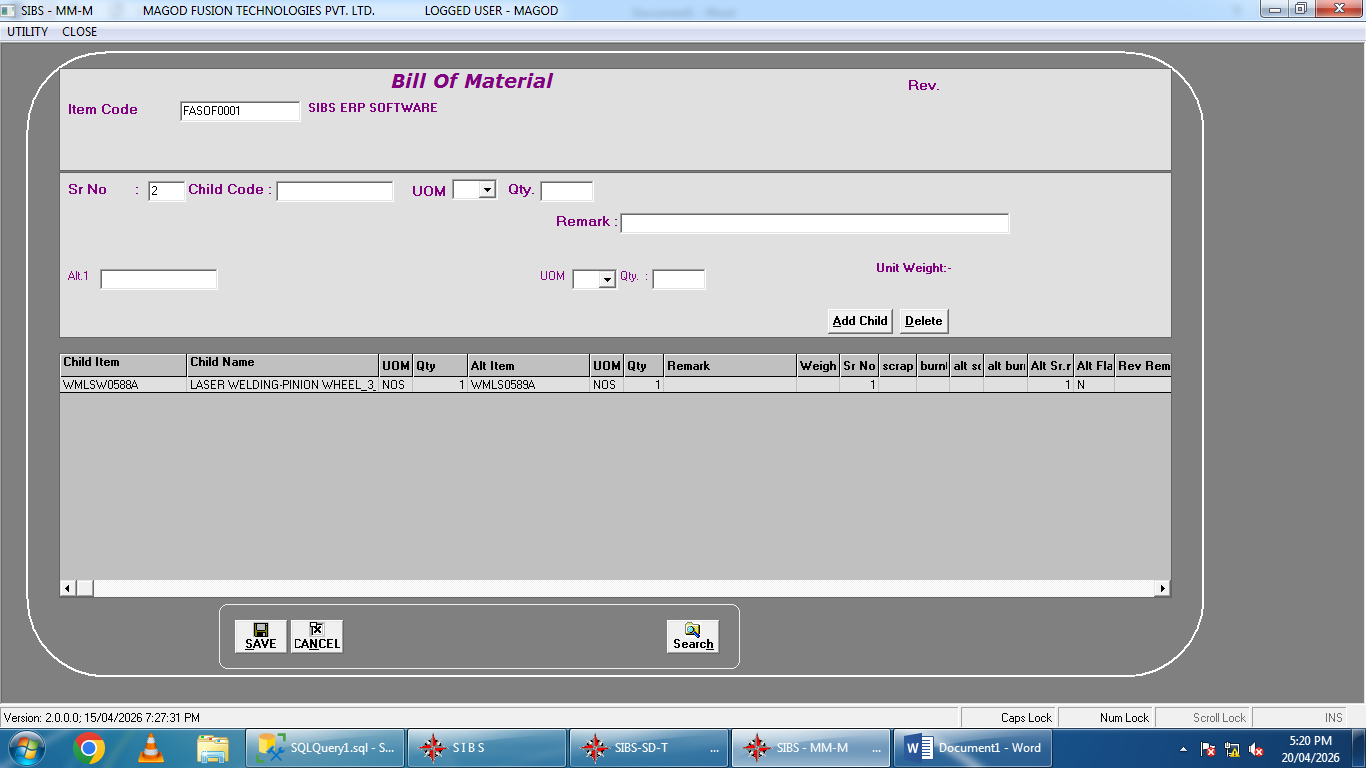 SIBS - MM-M MAGOD FUSION TECHNOLOGIES PVT. LTD. LOGGED USER - MAGOD
UTILITY CLOSE
Bill Of Material
Rev.
Item Code FASOF0001 SIBS ERP SOFTWARE
Sr No : 2 Child Code : UOM Qty.
Remark :
Alt.1 UOM Qty. : Unit Weight:-
Add Child Delete
Child Item Child Name UOM Qty Alt Item UOM Qty Remark Weigh Sr No scrap burn alt sc alt burn Alt Sr.r Alt Fla Rev Rem
WMLSW0588A LASER WELDING-PINION WHEEL_3_ NOS 1 WMLS0589A NOS 1 1 1 N
SAVE CANCEL Search
Version: 2.0.0.0; 15/04/2026 7:27:31 PM Caps Lock Num Lock Scroll Lock INS
SQLQuery1.sql - S... S I B S SIBS-SD-T ... SIBS - MM-M ... Document1 - Word
5:20 PM
20/04/2026